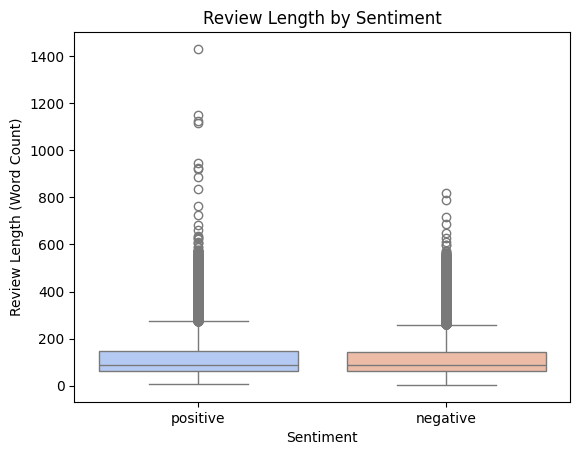 Review Length by Sentiment
Review Length (Word Count)
1400
1200
1000
800
600
400
200
0
positive negative
Sentiment